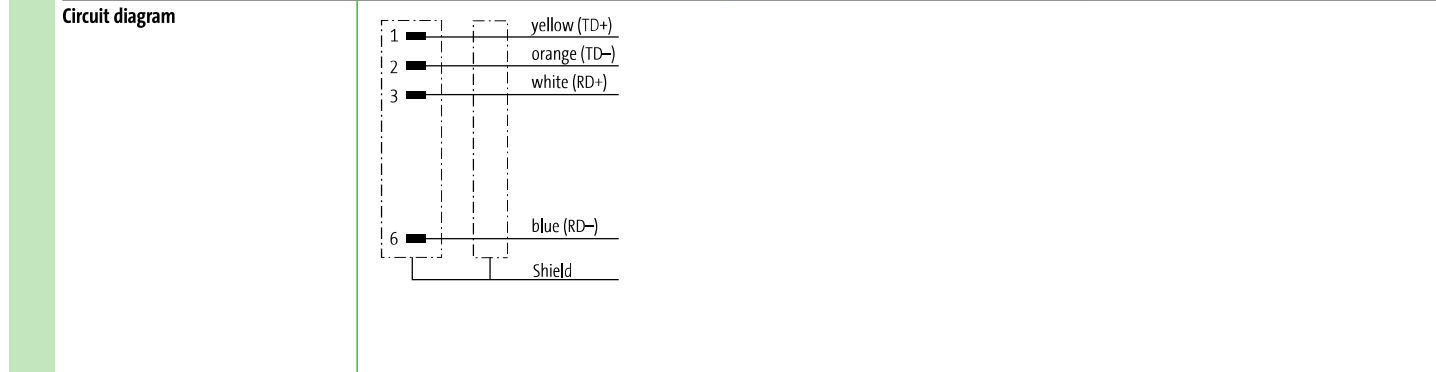 Circuit diagram
1 yellow (TD+)
2 orange (TD–)
3 white (RD+)
6 blue (RD–)
Shield